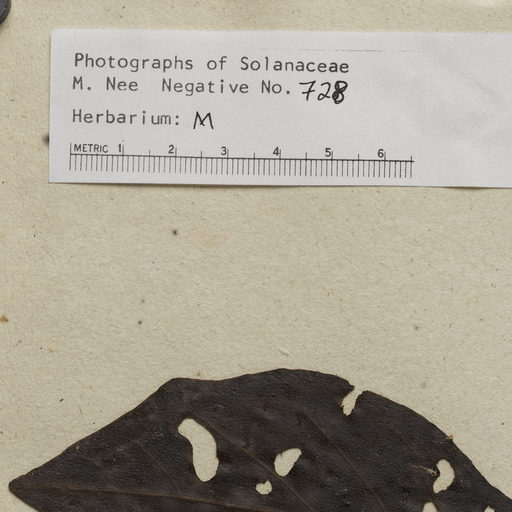 Photographs of Solanaceae
M. Nee Negative No. 728
Herbarium: M
METRIC 1 2 3 4 5 6